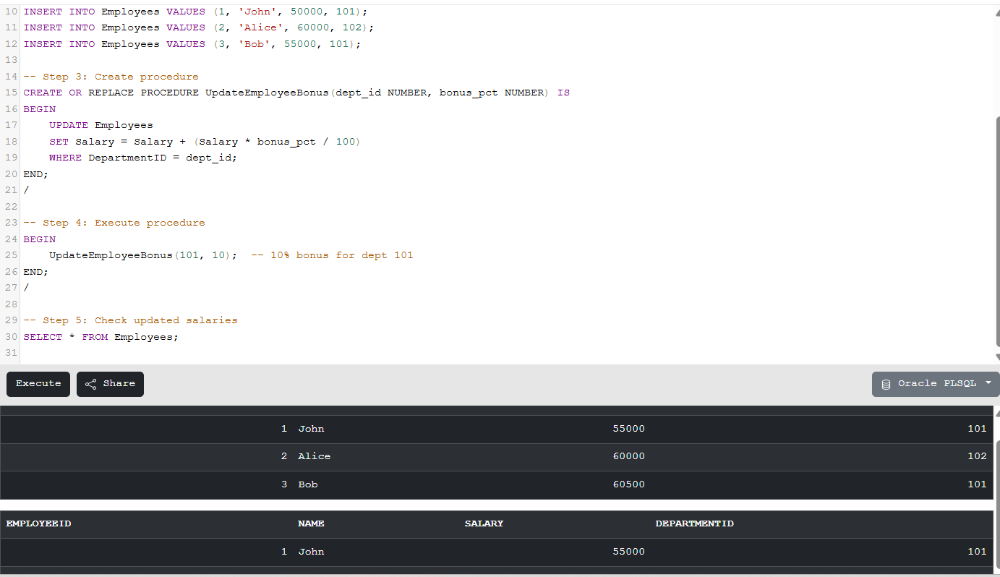 10 INSERT INTO Employees VALUES (1, 'John', 50000, 101);
11 INSERT INTO Employees VALUES (2, 'Alice', 60000, 102);
12 INSERT INTO Employees VALUES (3, 'Bob', 55000, 101);
13
14 -- Step 3: Create procedure
15 CREATE OR REPLACE PROCEDURE UpdateEmployeeBonus(dept_id NUMBER, bonus_pct NUMBER) IS
16 BEGIN
17     UPDATE Employees
18     SET Salary = Salary + (Salary * bonus_pct / 100)
19     WHERE DepartmentID = dept_id;
20 END;
21 /
22
23 -- Step 4: Execute procedure
24 BEGIN
25     UpdateEmployeeBonus(101, 10);  -- 10% bonus for dept 101
26 END;
27 /
28
29 -- Step 5: Check updated salaries
30 SELECT * FROM Employees;
31
Execute Share Oracle PLSQL
1 John 55000 101
2 Alice 60000 102
3 Bob 60500 101
EMPLOYEEID NAME SALARY DEPARTMENTID
1 John 55000 101